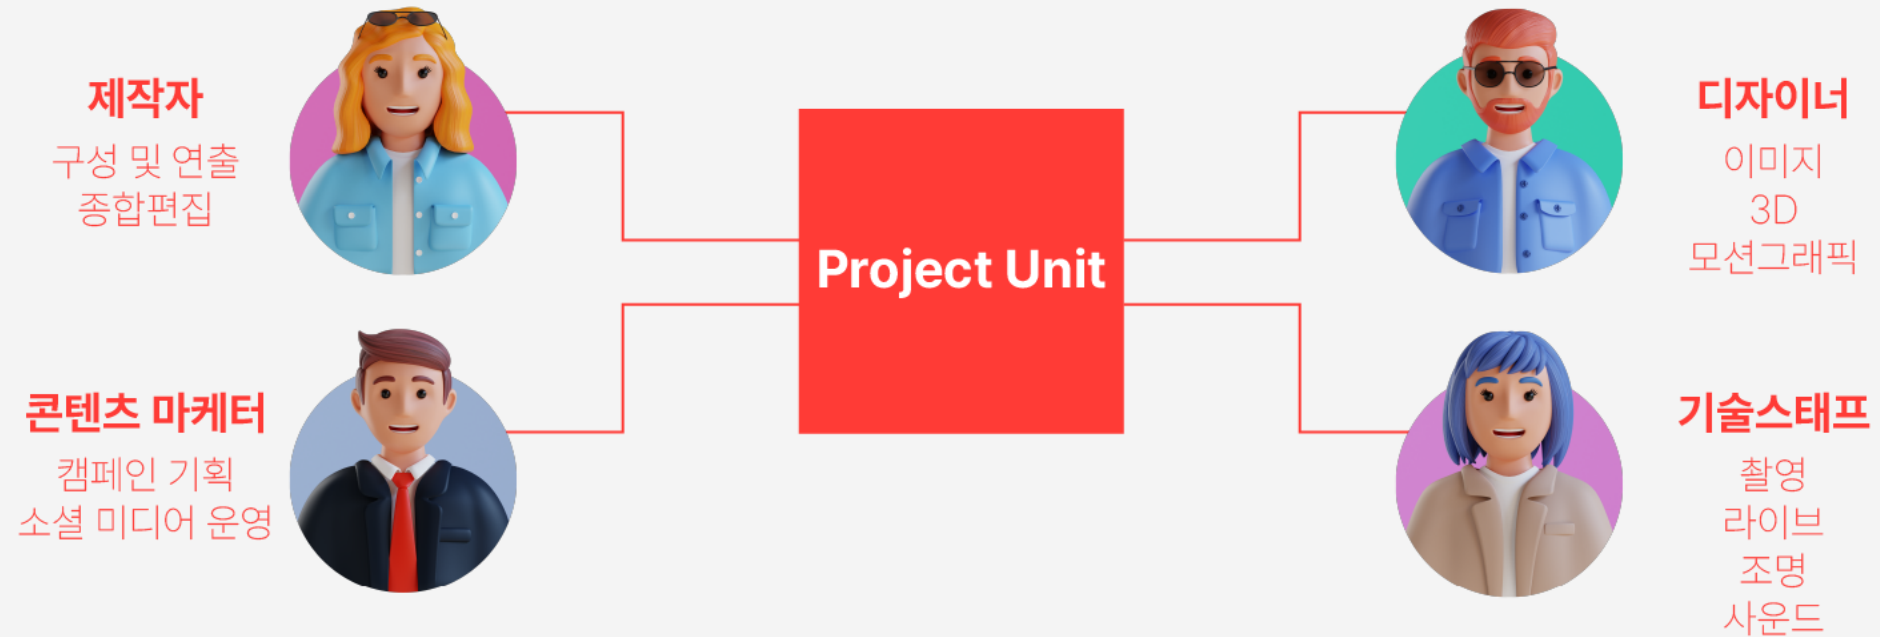 제작자
구성 및 연출
종합편집
콘텐츠 마케터
캠페인 기획
소셜 미디어 운영
Project Unit
디자이너
이미지
3D
모션그래픽
기술스태프
촬영
라이브
조명
사운드